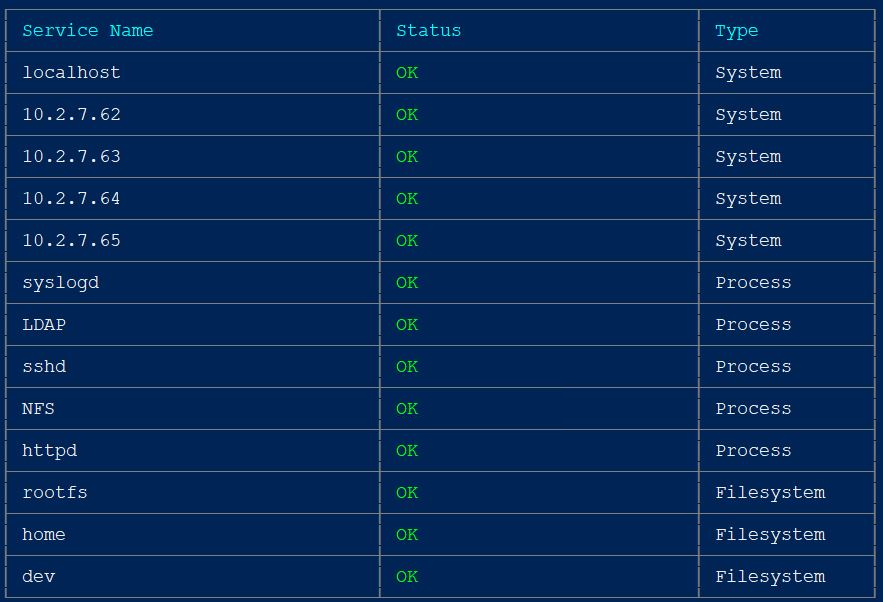 Service Name Status Type
localhost OK System
10.2.7.62 OK System
10.2.7.63 OK System
10.2.7.64 OK System
10.2.7.65 OK System
syslogd OK Process
LDAP OK Process
sshd OK Process
NFS OK Process
httpd OK Process
rootfs OK Filesystem
home OK Filesystem
dev OK Filesystem